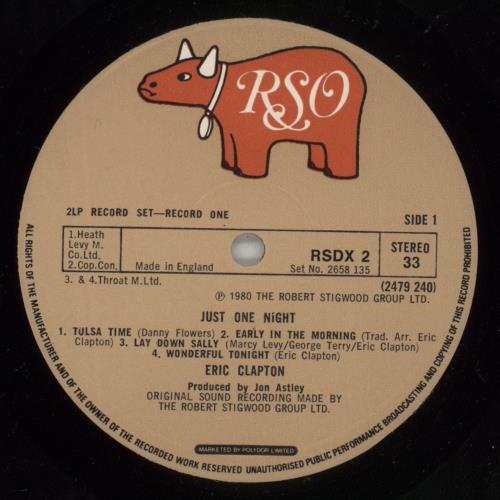 RSO
2LP RECORD SET—RECORD ONE
SIDE 1
1.Heath
Levy M.
Co.Ltd.
2.Cop.Con.
Made in England
RSDX 2
Set No. 2658 135
STEREO
33
3. & 4.Throat M.Ltd.
(2479 240)
℗ 1980 THE ROBERT STIGWOOD GROUP LTD.
JUST ONE NiGHT
1. TULSA TIME (Danny Flowers) 2. EARLY IN THE MORNING (Trad. Arr. Eric
Clapton) 3. LAY DOWN SALLY (Marcy Levy/George Terry/Eric Clapton)
4. WONDERFUL TONIGHT (Eric Clapton)
ERIC CLAPTON
Produced by Jon Astley
ORIGINAL SOUND RECORDING MADE BY
THE ROBERT STIGWOOD GROUP LTD.
MARKETED BY POLYDOR LIMITED
ALL RIGHTS OF THE MANUFACTURER AND OF THE OWNER OF THE RECORDED WORK RESERVED UNAUTHORISED PUBLIC PERFORMANCE BROADCASTING AND COPYING OF THIS RECORD PROHIBITED